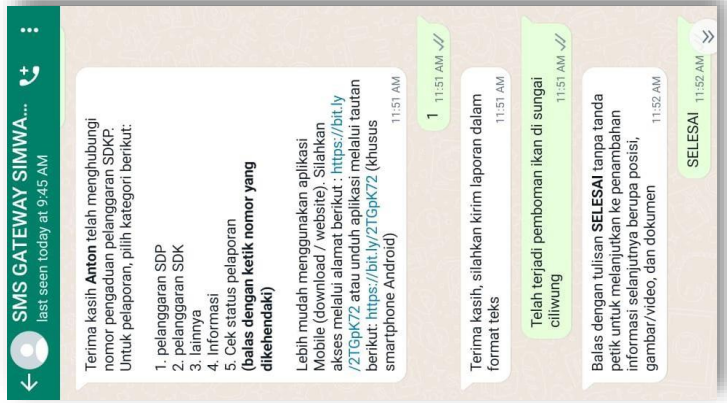 SMS GATEWAY SIMWA...
last seen today at 9:45 AM
Terima kasih Anton telah menghubungi
nomor pengaduan pelanggaran SDKP.
Untuk pelaporan, pilih kategori berikut:
1. pelanggaran SDP
2. pelanggaran SDK
3. lainnya
4. Informasi
5. Cek status pelaporan
(balas dengan ketik nomor yang
dikehendaki)
Lebih mudah menggunakan aplikasi
Mobile (download / website). Silahkan
akses melalui alamat berikut : https://bit.ly
/2TGpK72 atau unduh aplikasi melalui tautan
berikut: https://bit.ly/2TGpK72 (khusus
smartphone Android)
11:51 AM
1 11:51 AM
Terima kasih, silahkan kirim laporan dalam
format teks
11:51 AM
Telah terjadi pemboman ikan di sungai
ciliwung
11:51 AM
Balas dengan tulisan SELESAI tanpa tanda
petik untuk melanjutkan ke penambahan
informasi selanjutnya berupa posisi,
gambar/video, dan dokumen
11:52 AM
SELESAI 11:52 AM